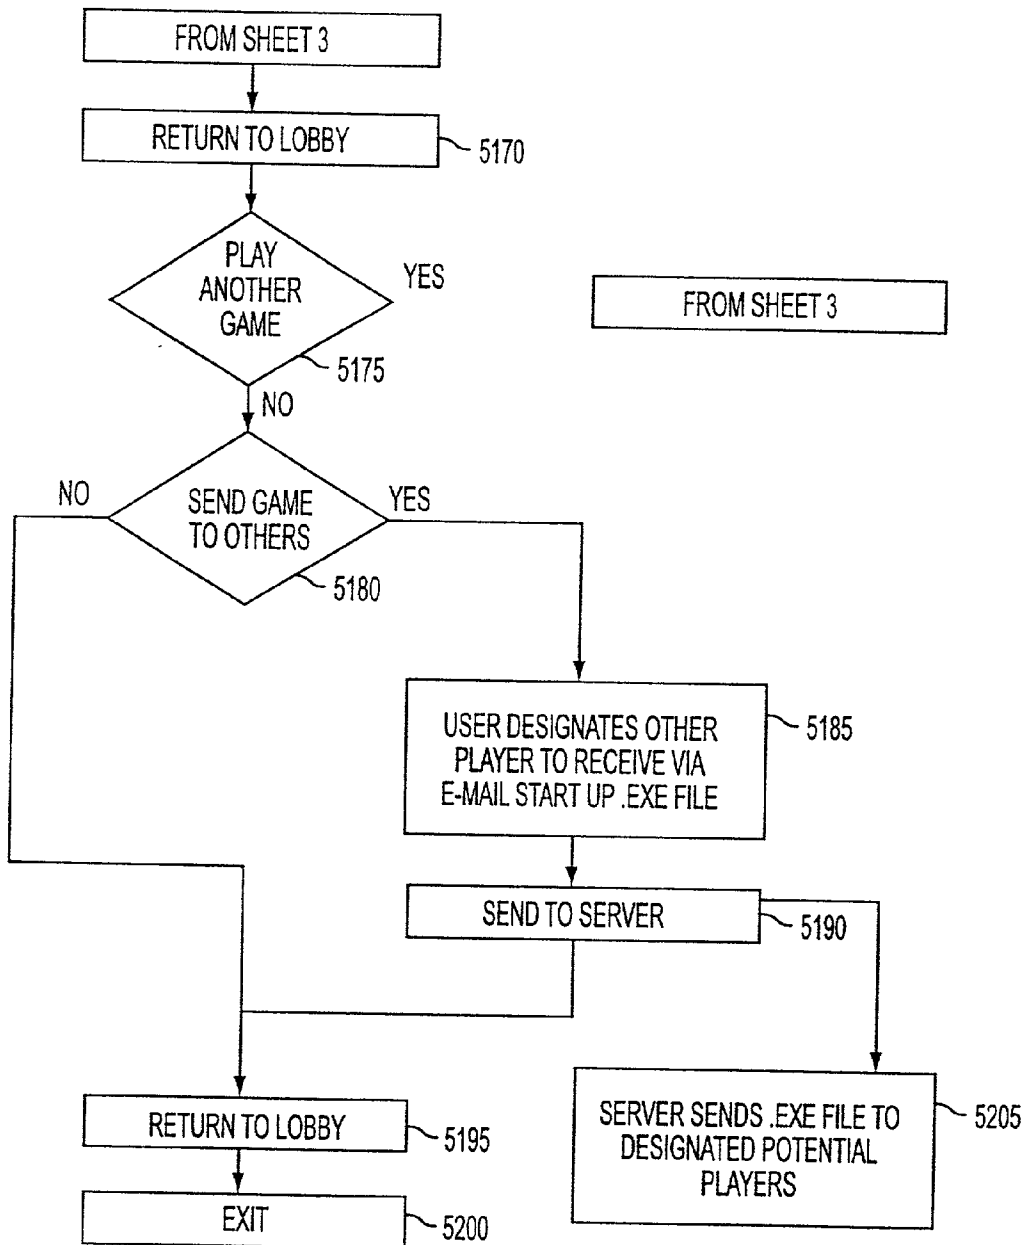 FROM SHEET 3
RETURN TO LOBBY
5170
PLAY
ANOTHER
GAME
YES
5175
FROM SHEET 3
NO
NO
SEND GAME
TO OTHERS
YES
5180
USER DESIGNATES OTHER
PLAYER TO RECEIVE VIA
E-MAIL START UP .EXE FILE
5185
SEND TO SERVER
5190
RETURN TO LOBBY
5195
SERVER SENDS .EXE FILE TO
DESIGNATED POTENTIAL
PLAYERS
5205
EXIT
5200